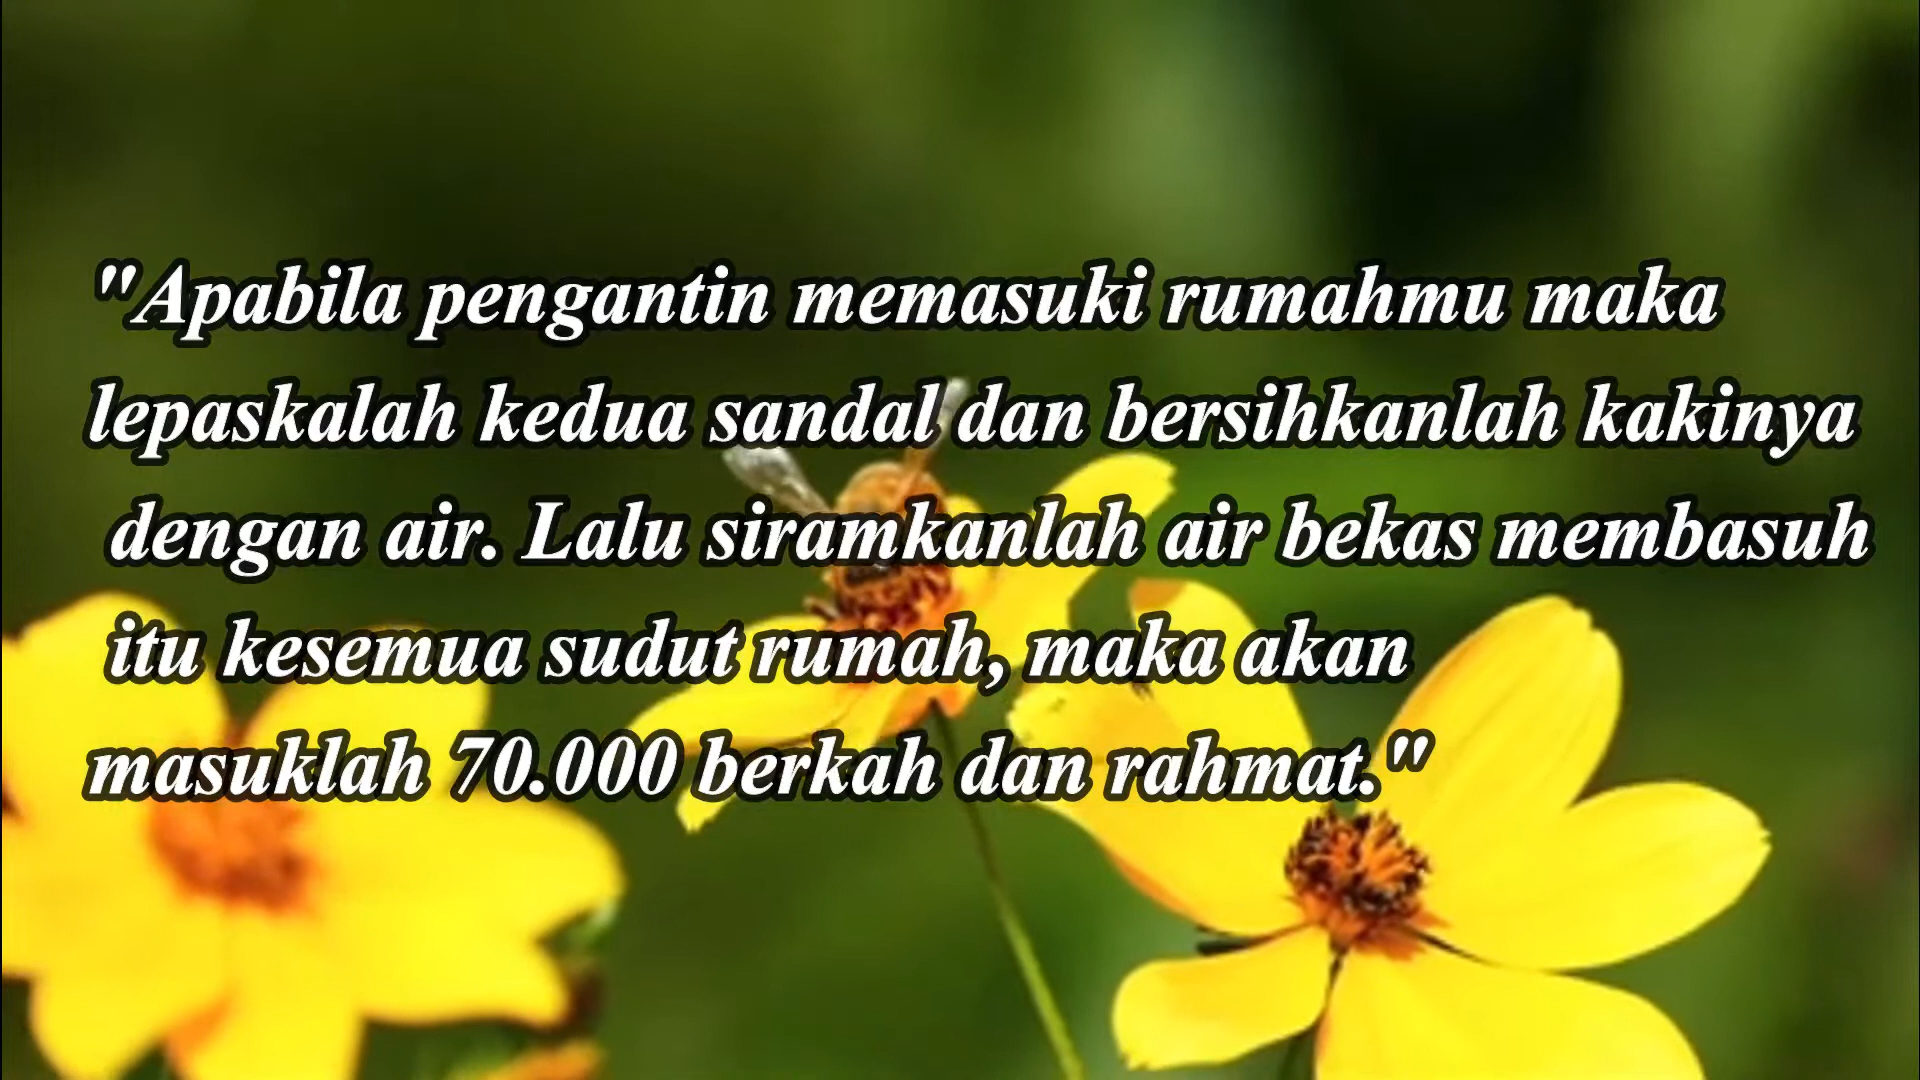 "Apabila pengantin memasuki rumahmu maka
lepaskalah kedua sandal dan bersihkanlah kakinya
dengan air. Lalu siramkanlah air bekas membasuh
itu kesemua sudut rumah, maka akan
masuklah 70.000 berkah dan rahmat."